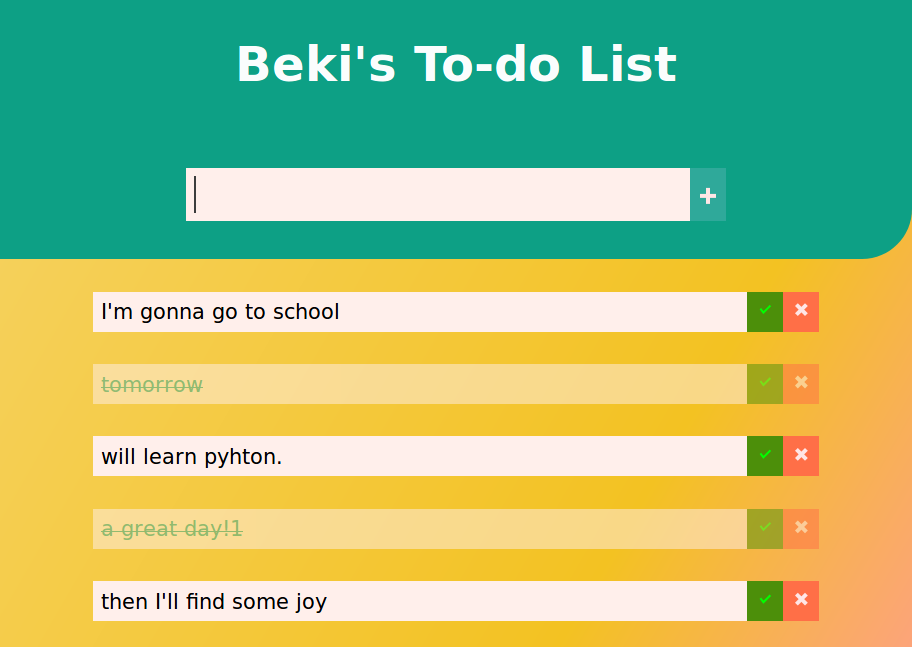 Beki's To-do List
+
I'm gonna go to school
tomorrow
will learn pyhton.
a great day!1
then I'll find some joy